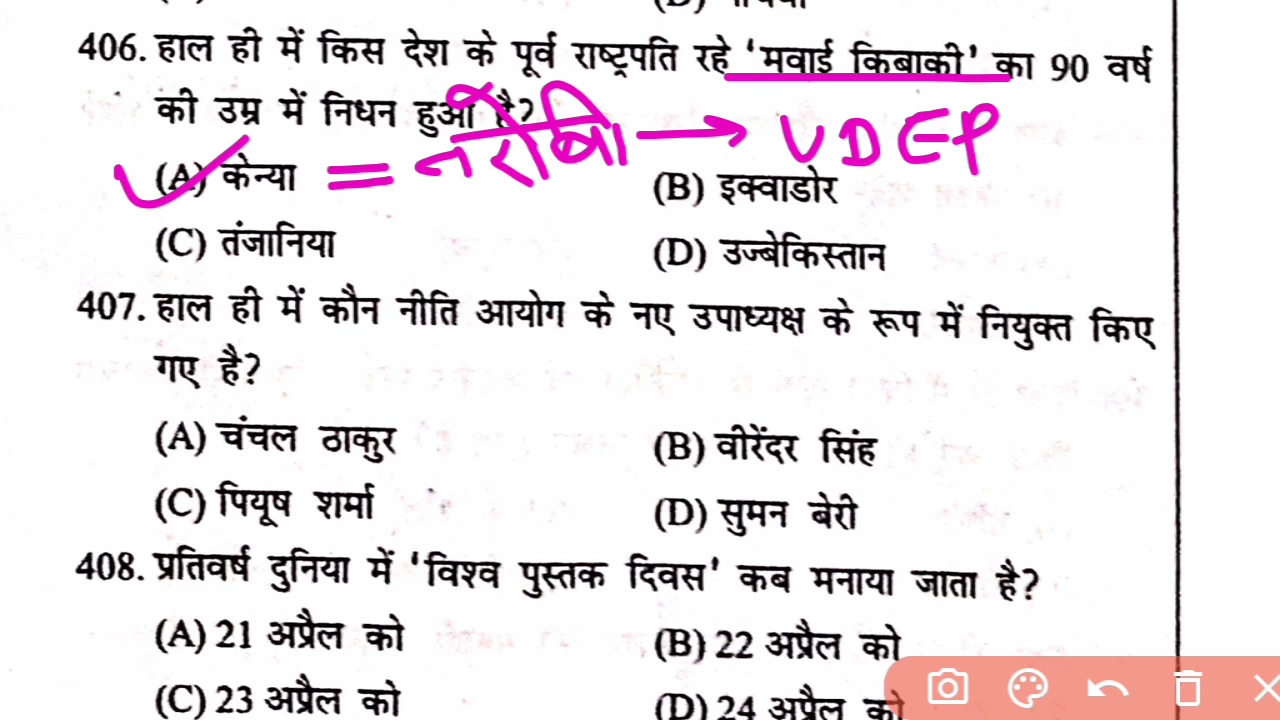 406. हाल ही में किस देश के पूर्व राष्ट्रपति रहे 'मवाई किबाकी' का 90 वर्ष
की उम्र में निधन हुआ है?
(A) केन्या = नैरोबी → UDEP
(B) इक्वाडोर
(C) तंजानिया
(D) उज्बेकिस्तान
407. हाल ही में कौन नीति आयोग के नए उपाध्यक्ष के रूप में नियुक्त किए
गए है?
(A) चंचल ठाकुर
(B) वीरेंदर सिंह
(C) पियूष शर्मा
(D) सुमन बेरी
408. प्रतिवर्ष दुनिया में 'विश्व पुस्तक दिवस' कब मनाया जाता है?
(A) 21 अप्रैल को
(B) 22 अप्रैल को
(C) 23 अप्रैल को
(D) 24 अप्रैल को